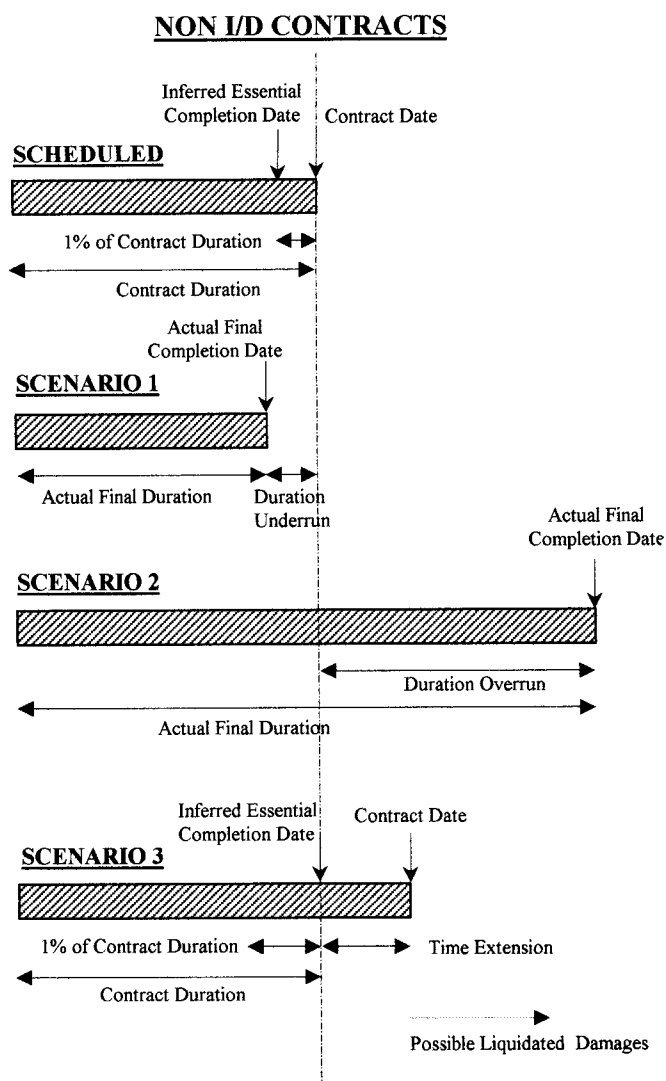 NON I/D CONTRACTS
Inferred Essential
Completion Date
Contract Date
SCHEDULED
1% of Contract Duration
Contract Duration
Actual Final
Completion Date
SCENARIO 1
Actual Final Duration
Duration
Underrun
Actual Final
Completion Date
SCENARIO 2
Duration Overrun
Actual Final Duration
Inferred Essential
Completion Date
Contract Date
SCENARIO 3
1% of Contract Duration
Time Extension
Contract Duration
Possible Liquidated Damages